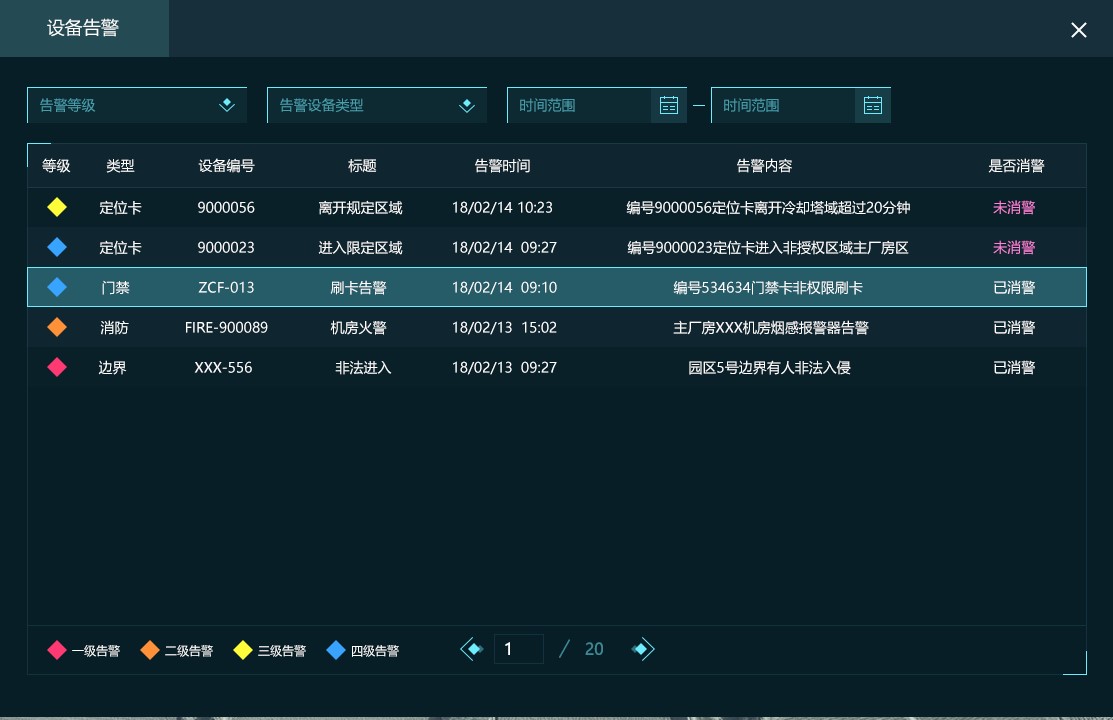 设备告警
告警等级 告警设备类型 时间范围 — 时间范围
等级 类型 设备编号 标题 告警时间 告警内容 是否消警
定位卡 9000056 离开规定区域 18/02/14 10:23 编号9000056定位卡离开冷却塔域超过20分钟 未消警
定位卡 9000023 进入限定区域 18/02/14 09:27 编号9000023定位卡进入非授权区域主厂房区 未消警
门禁 ZCF-013 刷卡告警 18/02/14 09:10 编号534634门禁卡非权限刷卡 已消警
消防 FIRE-900089 机房火警 18/02/13 15:02 主厂房XXX机房烟感报警器告警 已消警
边界 XXX-556 非法进入 18/02/13 09:27 园区5号边界有人非法入侵 已消警
一级告警 二级告警 三级告警 四级告警 1 / 20